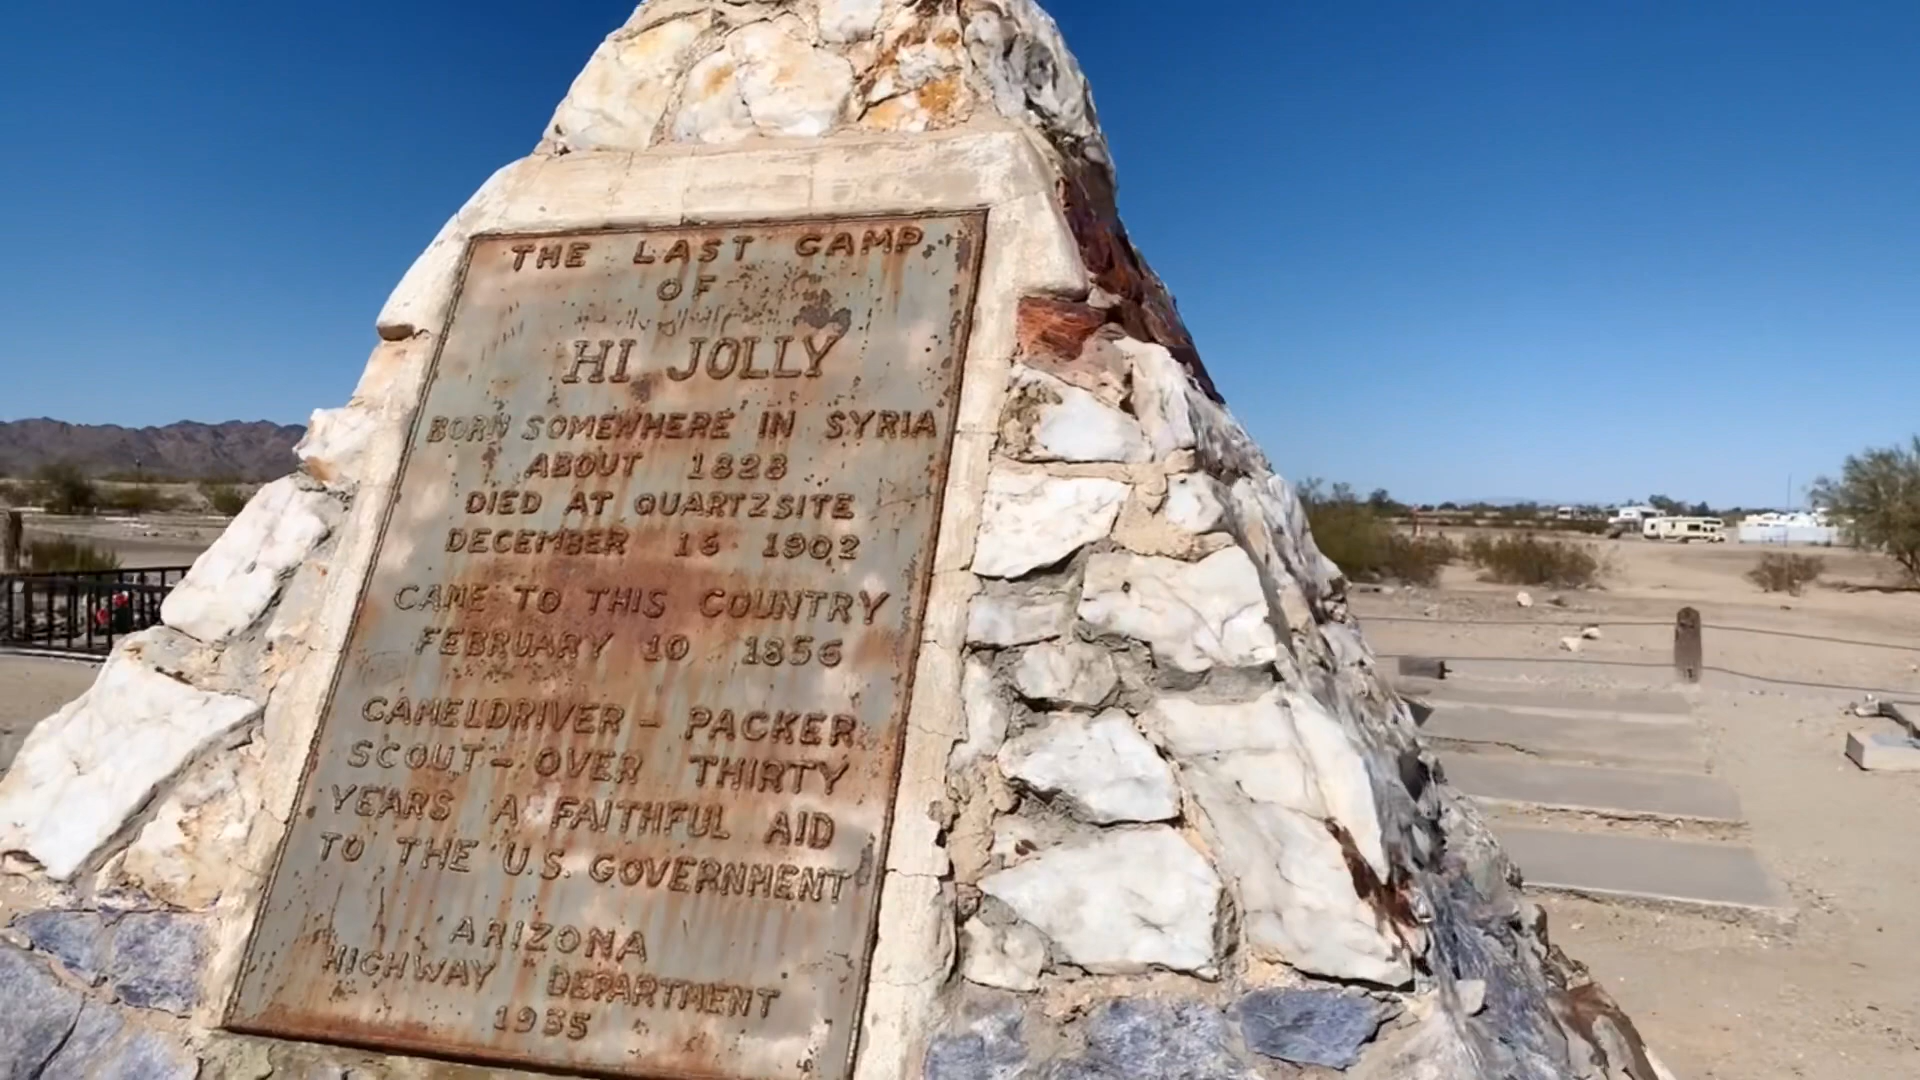 THE LAST CAMP
OF
HI JOLLY
BORN SOMEWHERE IN SYRIA
ABOUT 1828
DIED AT QUARTZSITE
DECEMBER 16 1902
CAME TO THIS COUNTRY
FEBRUARY 10 1856
CAMELDRIVER – PACKER
SCOUT – OVER THIRTY
YEARS A FAITHFUL AID
TO THE U.S. GOVERNMENT
ARIZONA
HIGHWAY DEPARTMENT
1935